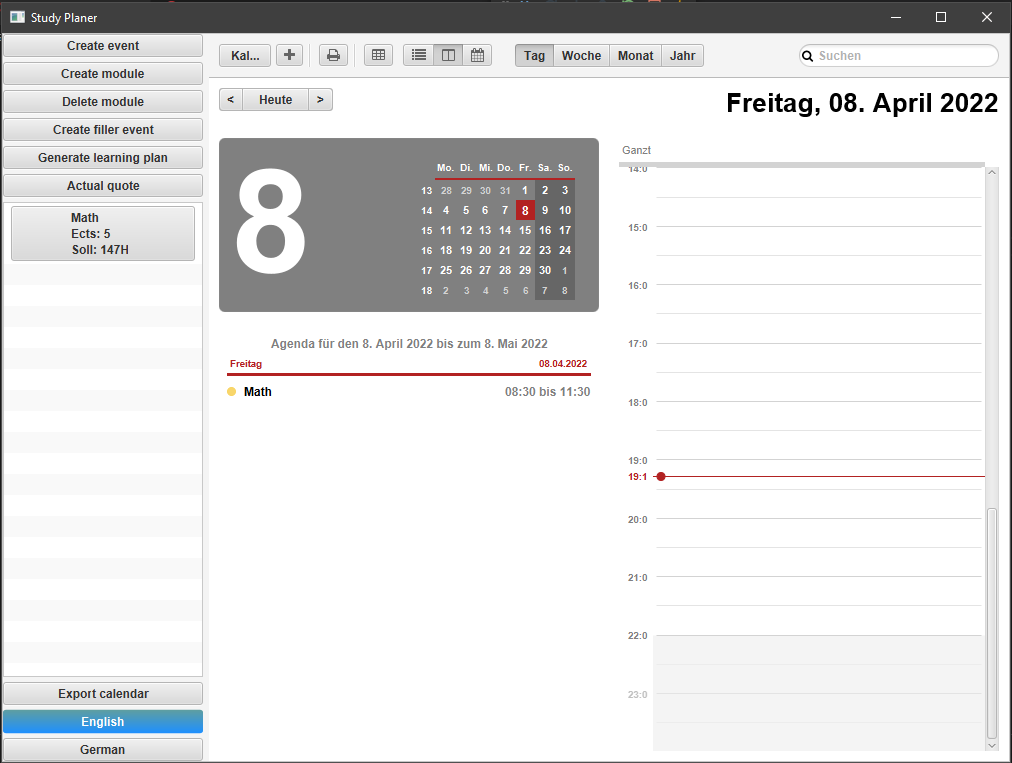 Study Planer
Create event
Create module
Delete module
Create filler event
Generate learning plan
Actual quote
Math
Ects: 5
Soll: 147H
Export calendar
English
German
Kal...
Tag Woche Monat Jahr
Suchen
< Heute >
Freitag, 08. April 2022
8
Mo. Di. Mi. Do. Fr. Sa. So.
13 28 29 30 31 1 2 3
14 4 5 6 7 8 9 10
15 11 12 13 14 15 16 17
16 18 19 20 21 22 23 24
17 25 26 27 28 29 30 1
18 2 3 4 5 6 7 8
Agenda für den 8. April 2022 bis zum 8. Mai 2022
Freitag 08.04.2022
Math 08:30 bis 11:30
Ganzt
14:0
15:0
16:0
17:0
18:0
19:0
19:1
20:0
21:0
22:0
23:0